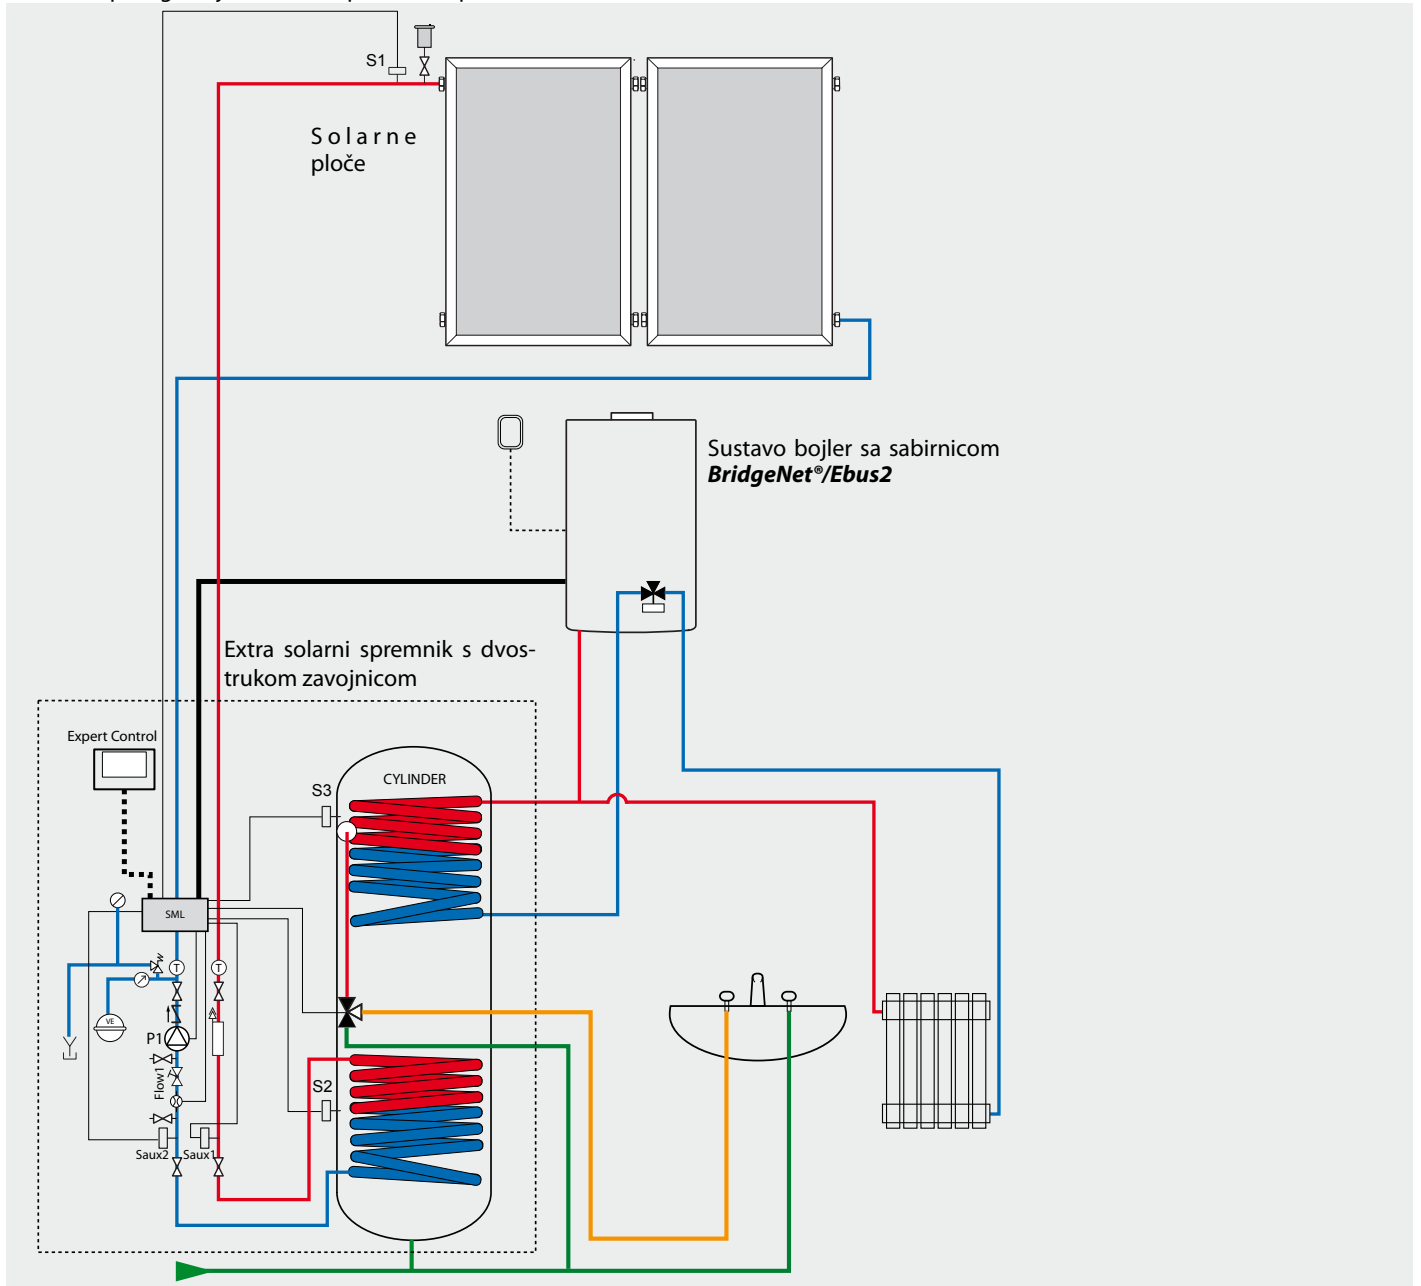 S1
Solarne
ploče
Sustavo bojler sa sabirnicom
BridgeNet®/Ebus2
Extra solarni spremnik s dvos-
trukom zavojnicom
Expert Control
CYLINDER
S3
SML
T
T
VE
P1
Flow1
S2
Saux2
Saux1